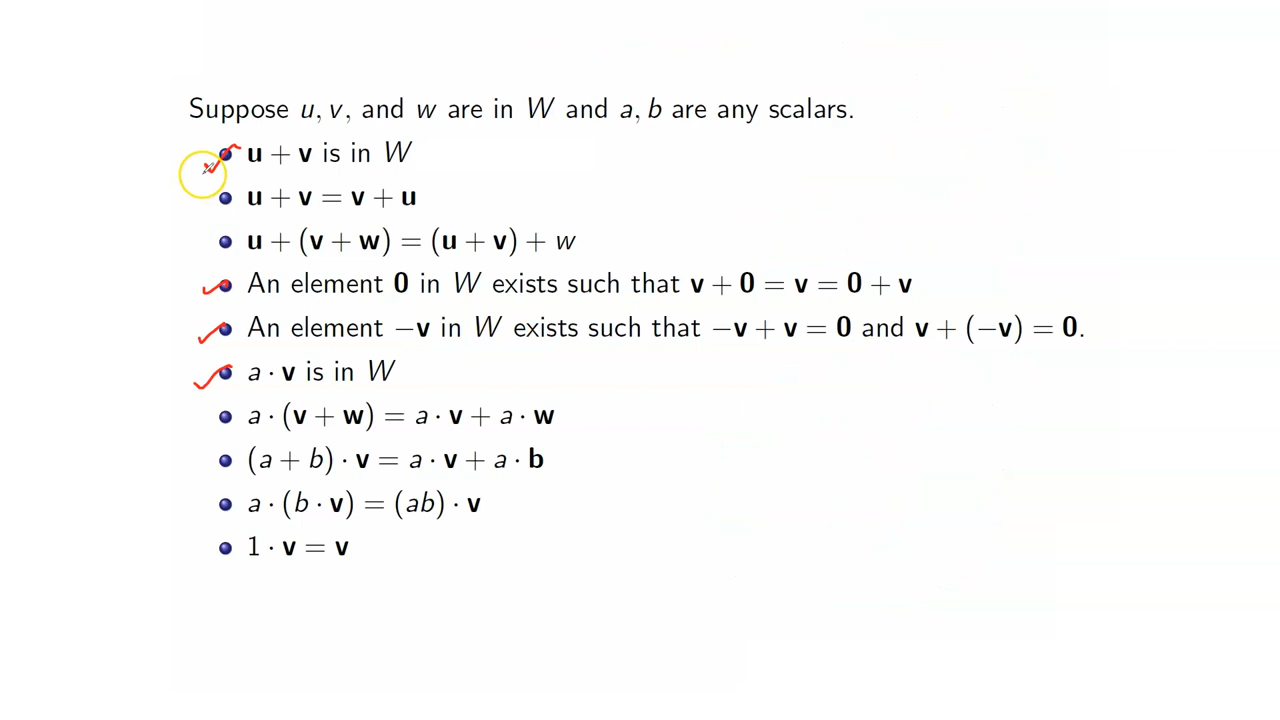 Suppose u, v, and w are in W and a, b are any scalars.
u + v is in W
u + v = v + u
u + (v + w) = (u + v) + w
An element 0 in W exists such that v + 0 = v = 0 + v
An element −v in W exists such that −v + v = 0 and v + (−v) = 0.
a · v is in W
a · (v + w) = a · v + a · w
(a + b) · v = a · v + a · b
a · (b · v) = (ab) · v
1 · v = v